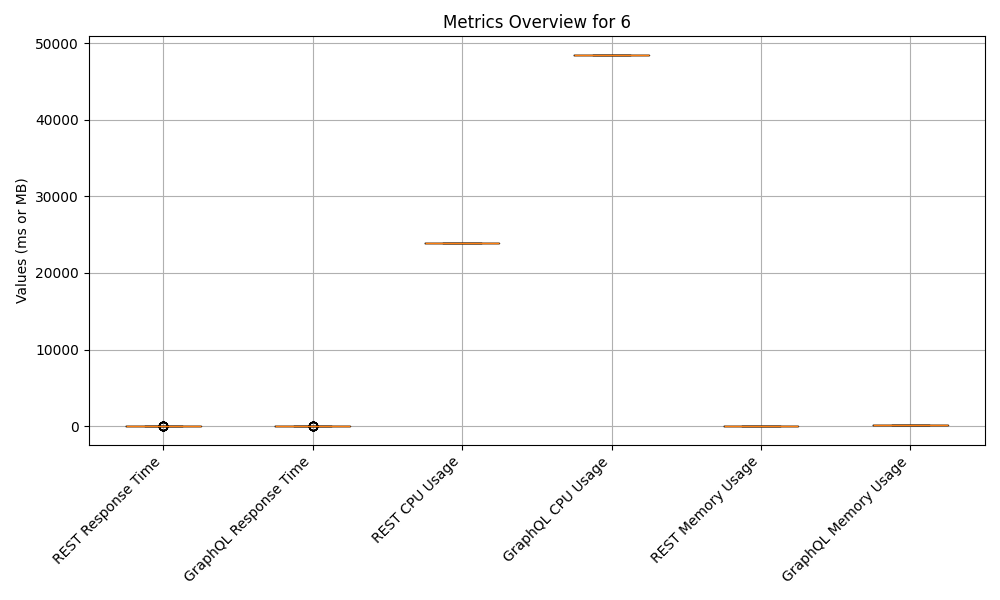 Metrics Overview for 6
Values (ms or MB)
50000
40000
30000
20000
10000
0
REST Response Time
GraphQL Response Time
REST CPU Usage
GraphQL CPU Usage
REST Memory Usage
GraphQL Memory Usage